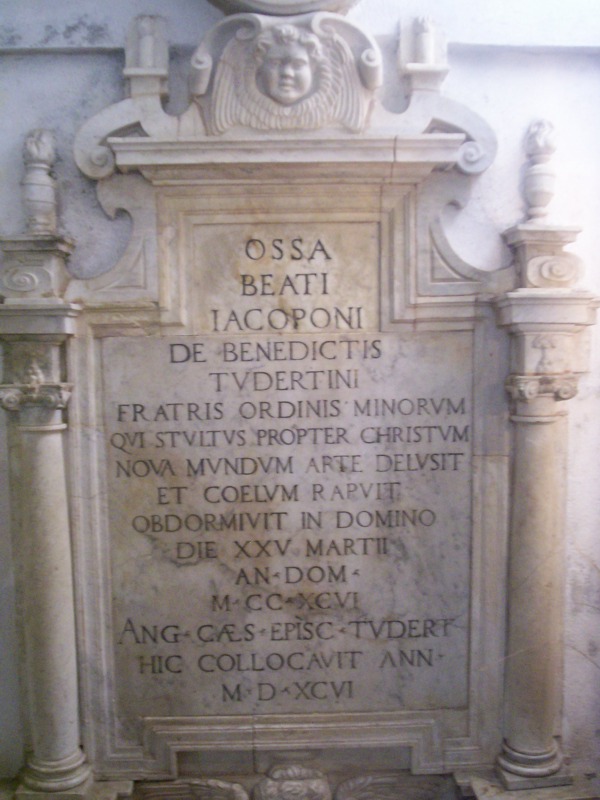 OSSA
BEATI
IACOPONI
DE BENEDICTIS
TVDERTINI
FRATRIS ORDINIS MINORVM
QVI STVLTVS PROPTER CHRISTVM
NOVA MVNDVM ARTE DELVSIT
ET COELVM RAPVIT
OBDORMIVIT IN DOMINO
DIE XXV MARTII
AN·DOM·
M·CC·XCVI
ANG·CÆS·EPISC·TVDERT·
HIC COLLOCAVIT ANN·
M·D·XCVI